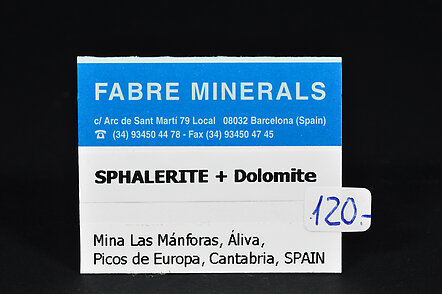 FABRE MINERALS
c/ Arc de Sant Martí 79 Local 08032 Barcelona (Spain)
☎ (34) 93450 44 78 - Fax (34) 93450 47 45
SPHALERITE + Dolomite
120.-
Mina Las Mánforas, Áliva,
Picos de Europa, Cantabria, SPAIN